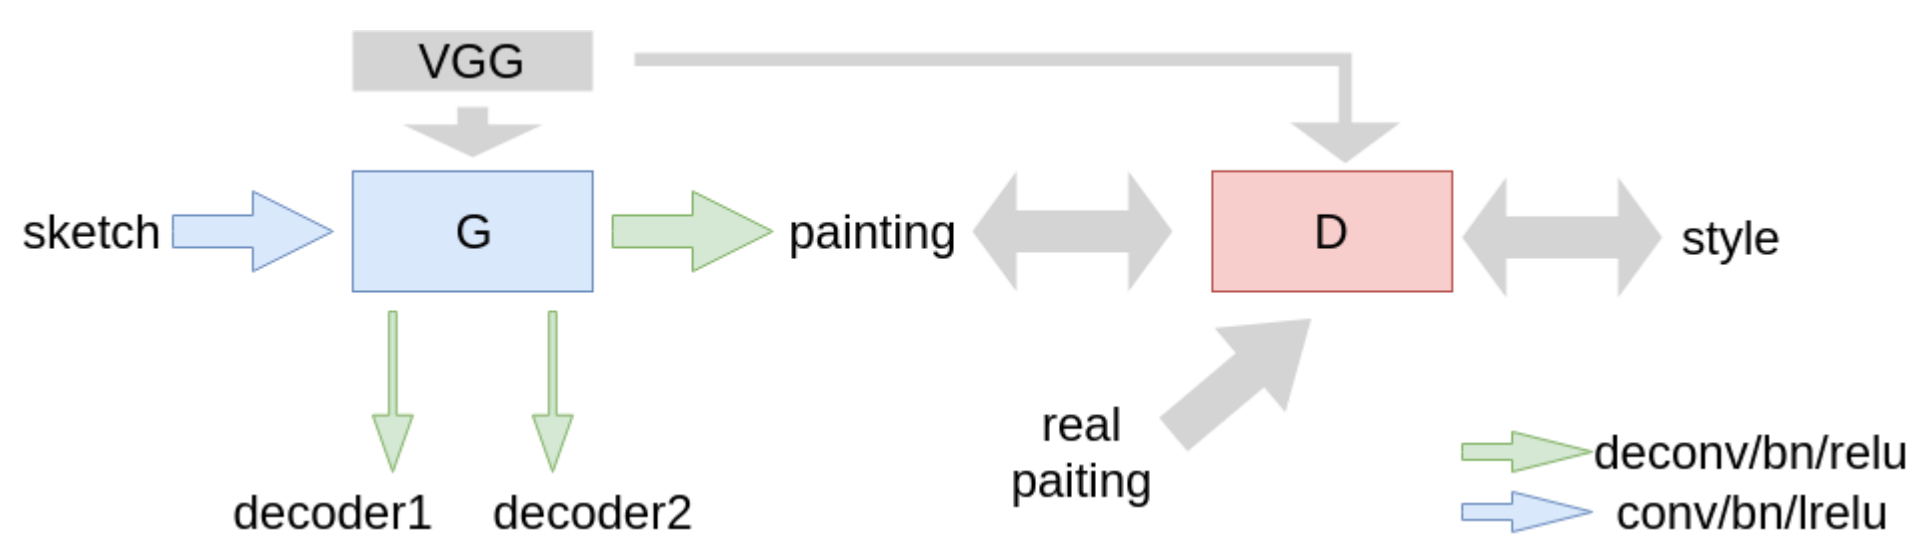 VGG
sketch
G
painting
D
style
real
paiting
decoder1
decoder2
deconv/bn/relu
conv/bn/lrelu